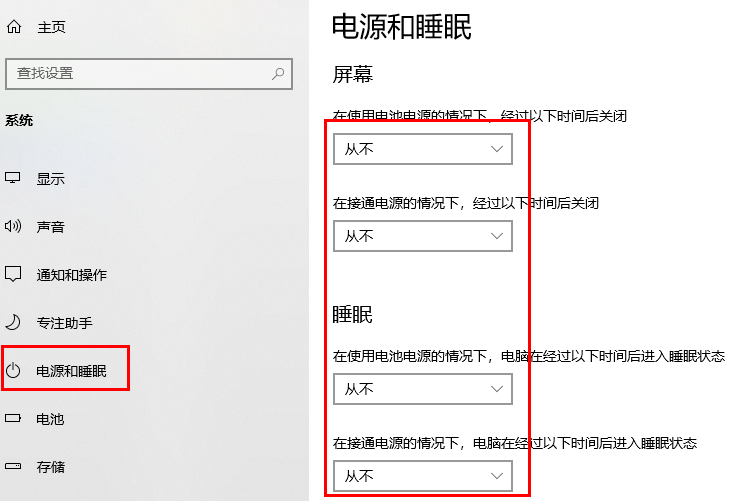 主页
查找设置
系统
显示
声音
通知和操作
专注助手
电源和睡眠
电池
存储
电源和睡眠
屏幕
在使用电池电源的情况下，经过以下时间后关闭
从不
在接通电源的情况下，经过以下时间后关闭
从不
睡眠
在使用电池电源的情况下，电脑在经过以下时间后进入睡眠状态
从不
在接通电源的情况下，电脑在经过以下时间后进入睡眠状态
从不